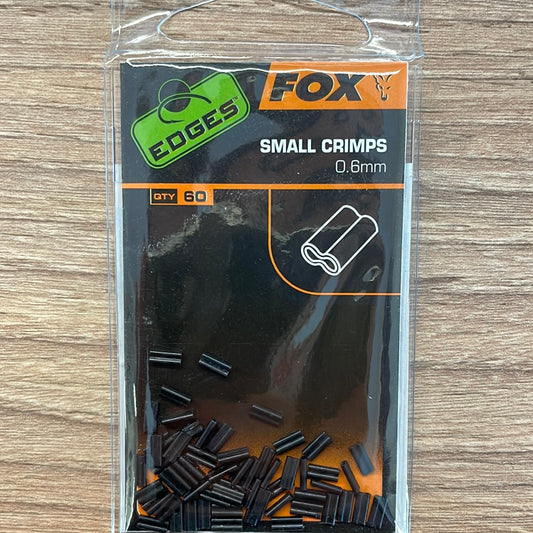 EDGES
FOX
SMALL CRIMPS
0.6mm
QTY 60